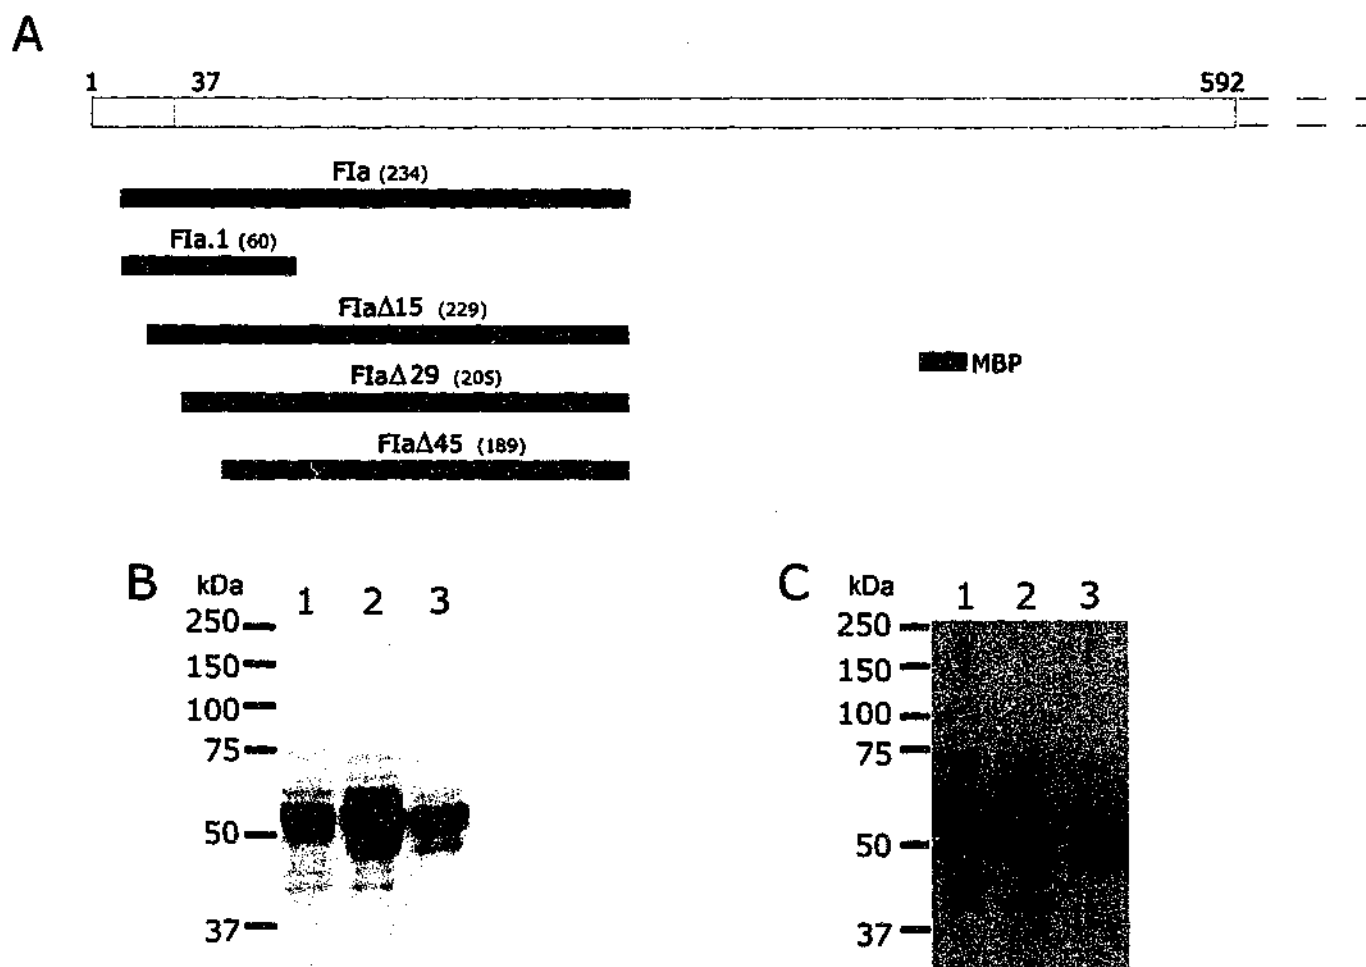 A
1 37 592
FIa (234)
FIa.1 (60)
FIaΔ15 (229)
FIaΔ29 (205)
MBP
FIaΔ45 (189)
B kDa 1 2 3
250
150
100
75
50
37
C kDa 1 2 3
250
150
100
75
50
37